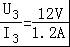 U₃/I₃ = 12V/1.2A